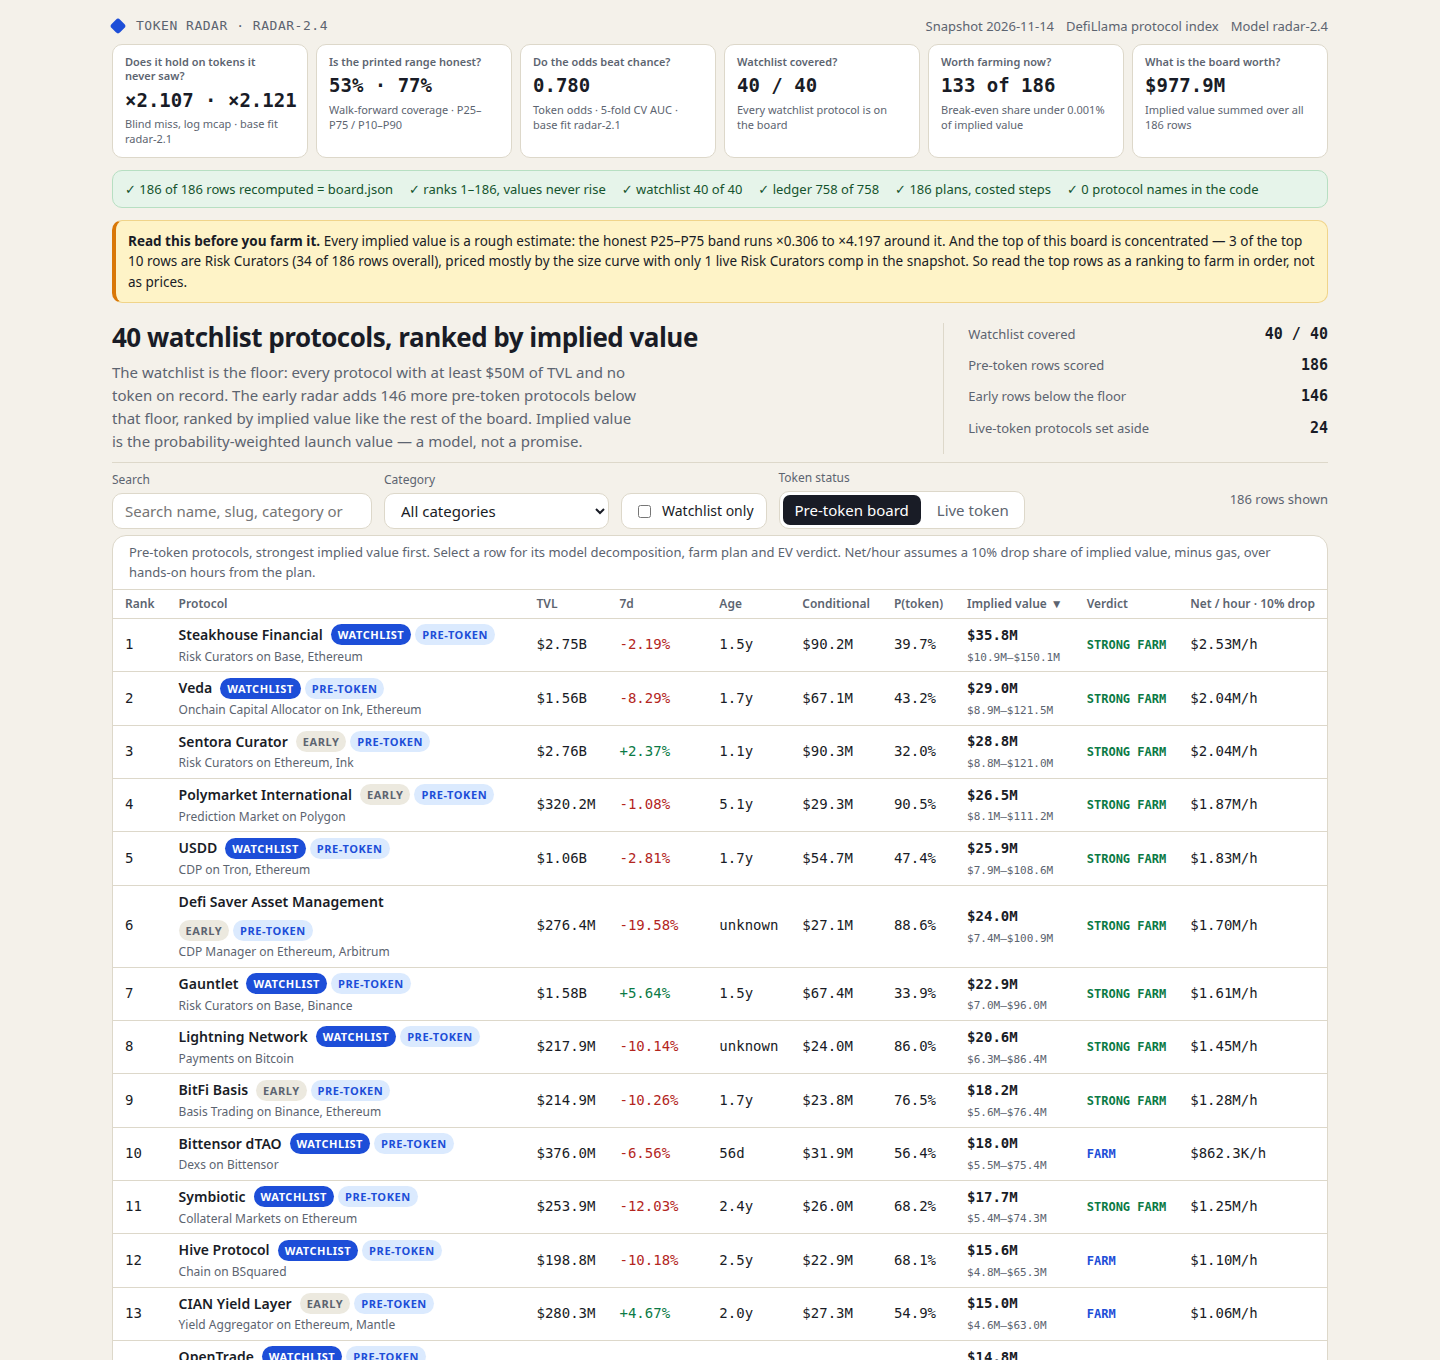 TOKEN RADAR · RADAR-2.4
Snapshot 2026-11-14 DefiLlama protocol index Model radar-2.4
Does it hold on tokens it
never saw?
×2.107 · ×2.121
Blind miss, log mcap · base fit
radar-2.1
Is the printed range honest?
53% · 77%
Walk-forward coverage · P25–
P75 / P10–P90
Do the odds beat chance?
0.780
Token odds · 5-fold CV AUC ·
base fit radar-2.1
Watchlist covered?
40 / 40
Every watchlist protocol is on
the board
Worth farming now?
133 of 186
Break-even share under 0.001%
of implied value
What is the board worth?
$977.9M
Implied value summed over all
186 rows
✓ 186 of 186 rows recomputed = board.json ✓ ranks 1–186, values never rise ✓ watchlist 40 of 40 ✓ ledger 758 of 758 ✓ 186 plans, costed steps ✓ 0 protocol names in the code
Read this before you farm it. Every implied value is a rough estimate: the honest P25–P75 band runs ×0.306 to ×4.197 around it. And the top of this board is concentrated — 3 of the top
10 rows are Risk Curators (34 of 186 rows overall), priced mostly by the size curve with only 1 live Risk Curators comp in the snapshot. So read the top rows as a ranking to farm in order, not
as prices.
40 watchlist protocols, ranked by implied value
The watchlist is the floor: every protocol with at least $50M of TVL and no
token on record. The early radar adds 146 more pre-token protocols below
that floor, ranked by implied value like the rest of the board. Implied value
is the probability-weighted launch value — a model, not a promise.
Watchlist covered 40 / 40
Pre-token rows scored 186
Early rows below the floor 146
Live-token protocols set aside 24
Search
Search name, slug, category or
Category
All categories
Watchlist only
Token status
Pre-token board Live token
186 rows shown
Pre-token protocols, strongest implied value first. Select a row for its model decomposition, farm plan and EV verdict. Net/hour assumes a 10% drop share of implied value, minus gas, over
hands-on hours from the plan.
Rank Protocol TVL 7d Age Conditional P(token) Implied value ▼ Verdict Net / hour · 10% drop
1 Steakhouse Financial WATCHLIST PRE-TOKEN $2.75B -2.19% 1.5y $90.2M 39.7% $35.8M STRONG FARM $2.53M/h
Risk Curators on Base, Ethereum $10.9M–$150.1M
2 Veda WATCHLIST PRE-TOKEN $1.56B -8.29% 1.7y $67.1M 43.2% $29.0M STRONG FARM $2.04M/h
Onchain Capital Allocator on Ink, Ethereum $8.9M–$121.5M
3 Sentora Curator EARLY PRE-TOKEN $2.76B +2.37% 1.1y $90.3M 32.0% $28.8M STRONG FARM $2.04M/h
Risk Curators on Ethereum, Ink $8.8M–$121.0M
4 Polymarket International EARLY PRE-TOKEN $320.2M -1.08% 5.1y $29.3M 90.5% $26.5M STRONG FARM $1.87M/h
Prediction Market on Polygon $8.1M–$111.2M
5 USDD WATCHLIST PRE-TOKEN $1.06B -2.81% 1.7y $54.7M 47.4% $25.9M STRONG FARM $1.83M/h
CDP on Tron, Ethereum $7.9M–$108.6M
6 Defi Saver Asset Management EARLY PRE-TOKEN $276.4M -19.58% unknown $27.1M 88.6% $24.0M STRONG FARM $1.70M/h
CDP Manager on Ethereum, Arbitrum $7.4M–$100.9M
7 Gauntlet WATCHLIST PRE-TOKEN $1.58B +5.64% 1.5y $67.4M 33.9% $22.9M STRONG FARM $1.61M/h
Risk Curators on Base, Binance $7.0M–$96.0M
8 Lightning Network WATCHLIST PRE-TOKEN $217.9M -10.14% unknown $24.0M 86.0% $20.6M STRONG FARM $1.45M/h
Payments on Bitcoin $6.3M–$86.4M
9 BitFi Basis EARLY PRE-TOKEN $214.9M -10.26% 1.7y $23.8M 76.5% $18.2M STRONG FARM $1.28M/h
Basis Trading on Binance, Ethereum $5.6M–$76.4M
10 Bittensor dTAO WATCHLIST PRE-TOKEN $376.0M -6.56% 56d $31.9M 56.4% $18.0M FARM $862.3K/h
Dexs on Bittensor $5.5M–$75.4M
11 Symbiotic WATCHLIST PRE-TOKEN $253.9M -12.03% 2.4y $26.0M 68.2% $17.7M STRONG FARM $1.25M/h
Collateral Markets on Ethereum $5.4M–$74.3M
12 Hive Protocol WATCHLIST PRE-TOKEN $198.8M -10.18% 2.5y $22.9M 68.1% $15.6M FARM $1.10M/h
Chain on BSquared $4.8M–$65.3M
13 CIAN Yield Layer EARLY PRE-TOKEN $280.3M +4.67% 2.0y $27.3M 54.9% $15.0M FARM $1.06M/h
Yield Aggregator on Ethereum, Mantle $4.6M–$63.0M
OpenTrade WATCHLIST PRE-TOKEN $14.8M